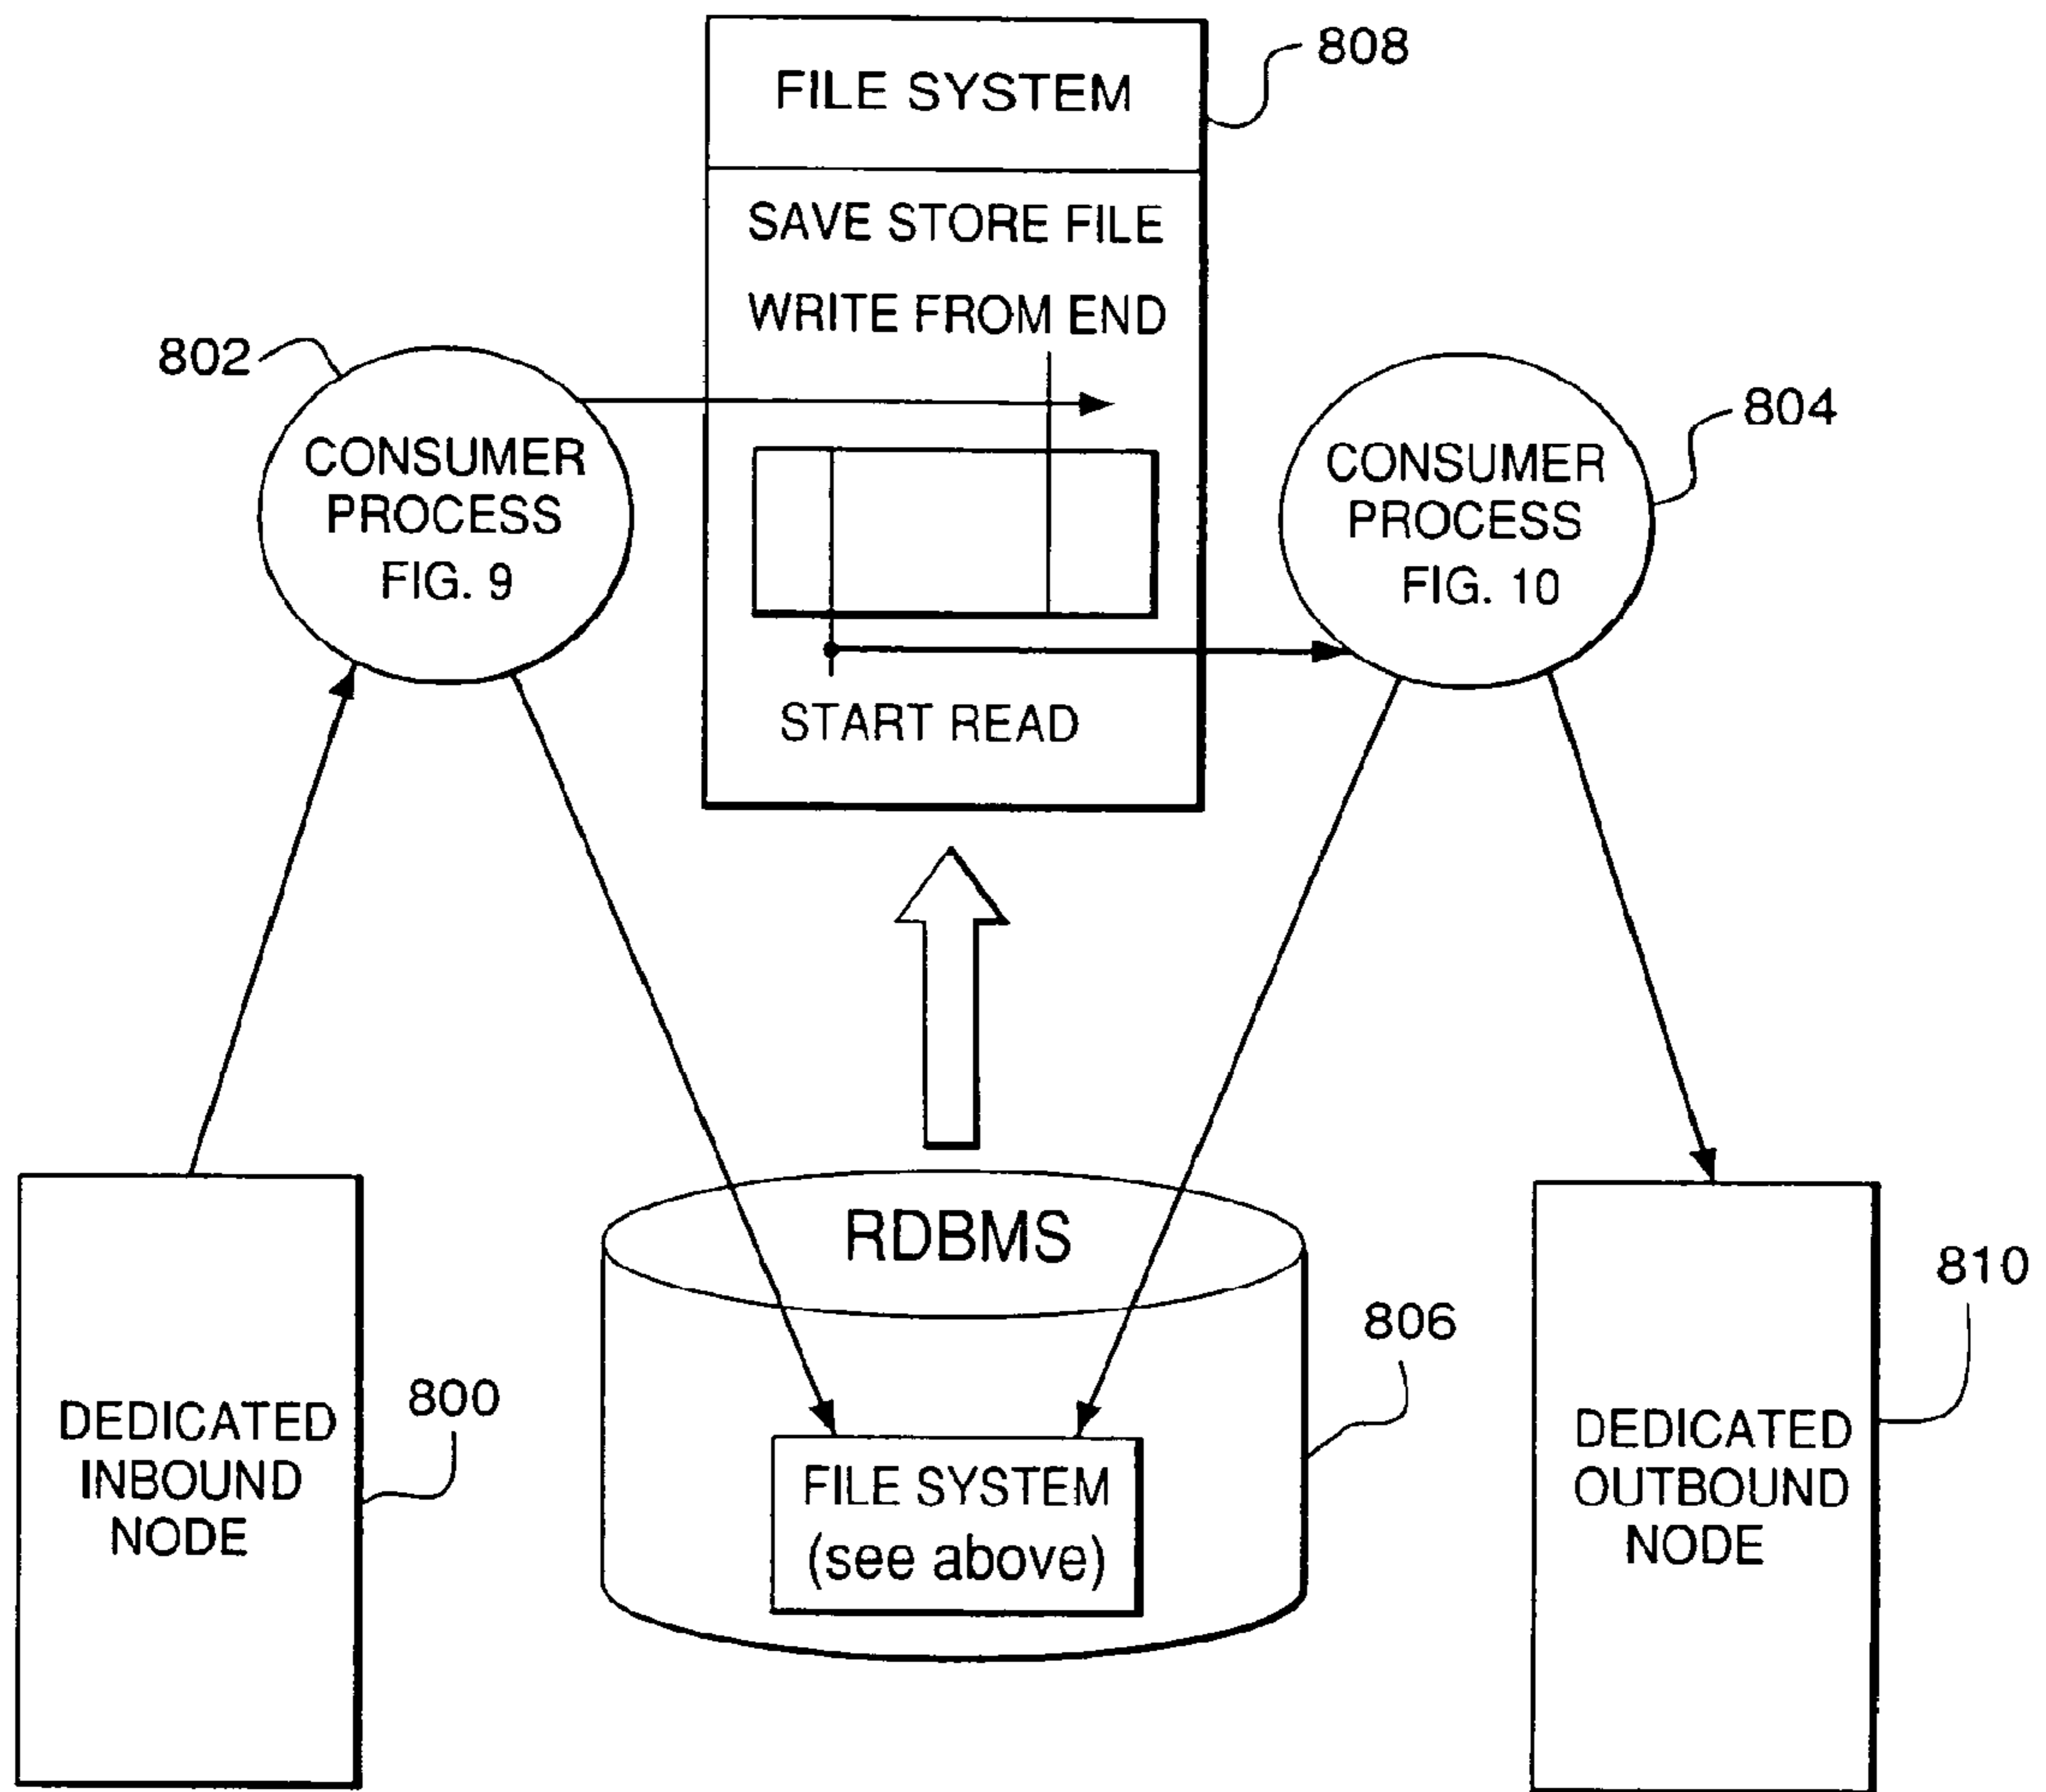 808
FILE SYSTEM
SAVE STORE FILE
WRITE FROM END
802
CONSUMER
PROCESS
FIG. 9
804
CONSUMER
PROCESS
FIG. 10
START READ
RDBMS
810
806
800
DEDICATED
INBOUND
NODE
FILE SYSTEM
(see above)
DEDICATED
OUTBOUND
NODE